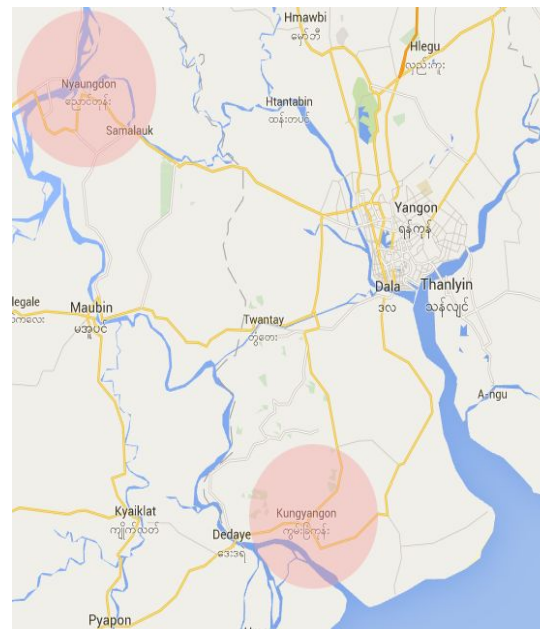 Hmawbi
မှော်ဘီ
Hlegu
လှည်းကူး
Nyaungdon
ညောင်တုန်း
Htantabin
ထန်းတပင်
Samalauk
Yangon
ရန်ကုန်
Dala
ဒလ
Thanlyin
သန်လျင်
legale
Maubin
မအူပင်
Twantay
တွံတေး
A-ngu
Kyaiklat
ကျိုက်လတ်
Kungyangon
ကွမ်းခြံကုန်း
Dedaye
ဒေးဒရဲ
Pyapon